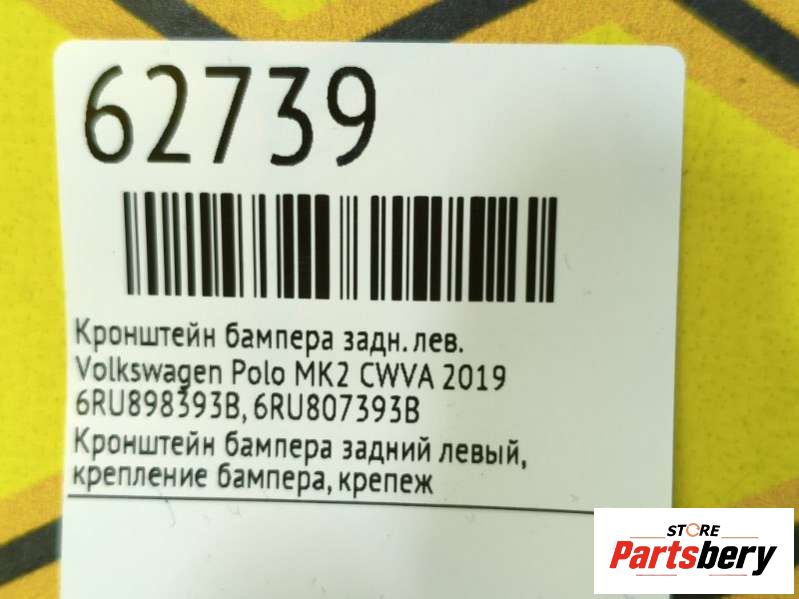 62739
Кронштейн бампера задн. лев.
Volkswagen Polo MK2 CWVA 2019
6RU898393B, 6RU807393B
Кронштейн бампера задний левый,
крепление бампера, крепеж
STORE
Partsbery